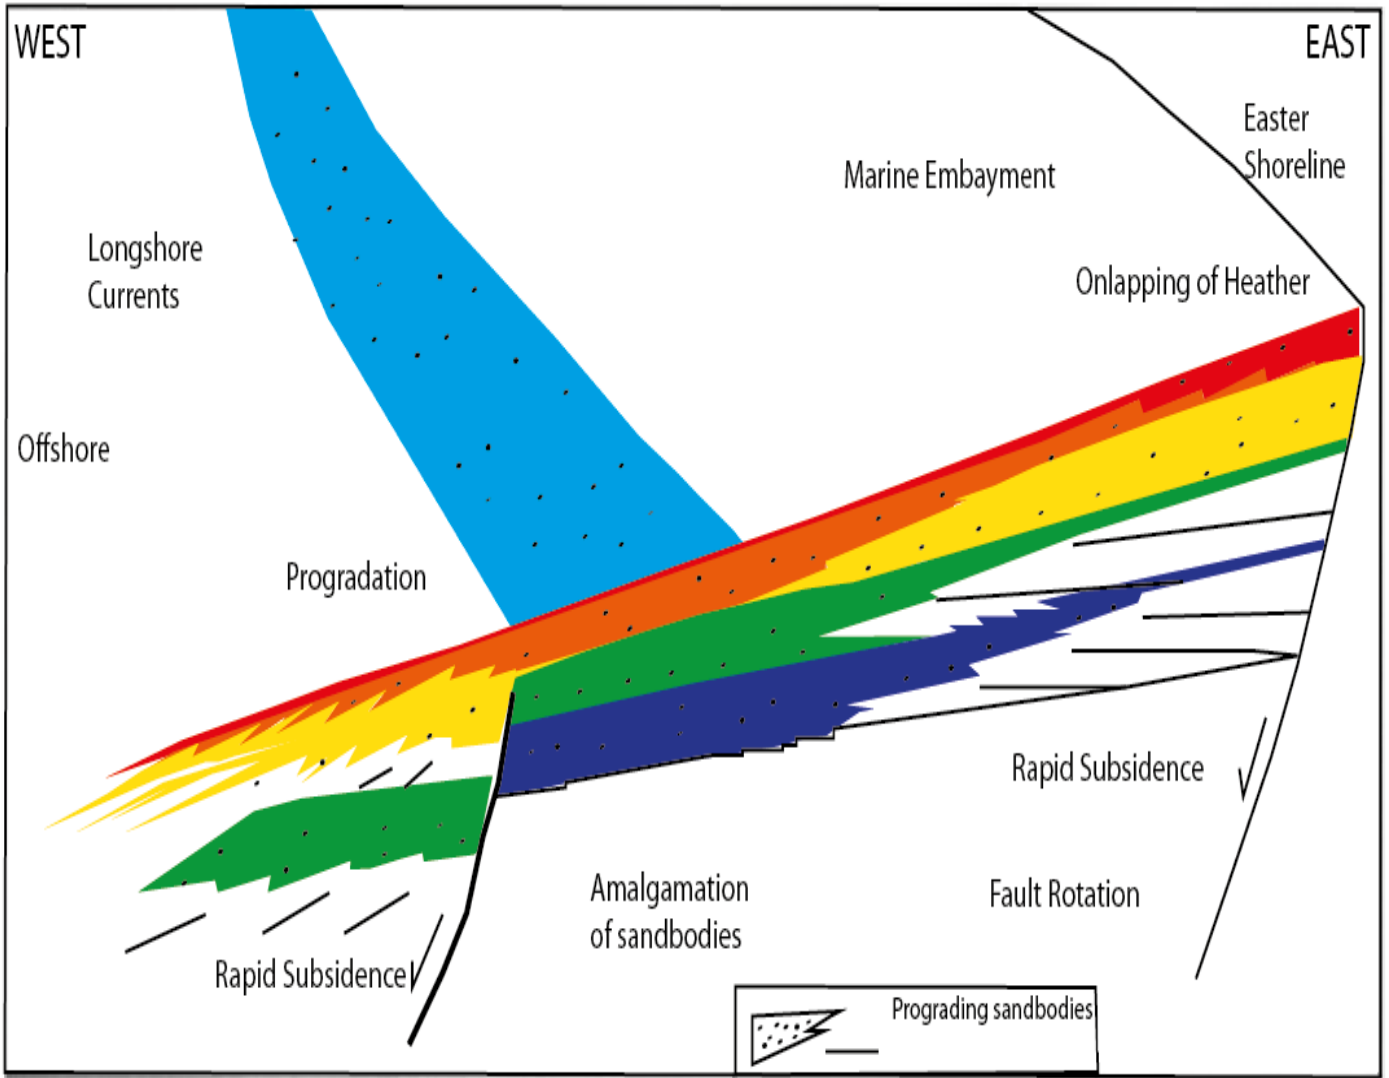 WEST
EAST
Easter
Shoreline
Marine Embayment
Longshore
Currents
Onlapping of Heather
Offshore
Progradation
Rapid Subsidence
Amalgamation
of sandbodies
Fault Rotation
Rapid Subsidence
Prograding sandbodies